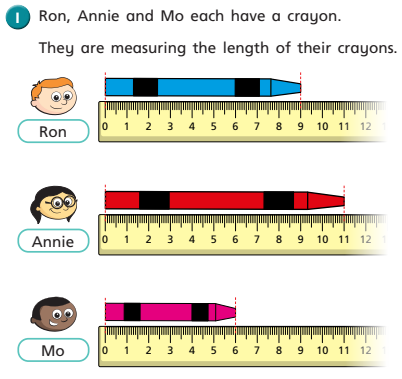 1 Ron, Annie and Mo each have a crayon.
They are measuring the length of their crayons.
Ron
0 1 2 3 4 5 6 7 8 9 10 11 12
Annie
0 1 2 3 4 5 6 7 8 9 10 11 12
Mo
0 1 2 3 4 5 6 7 8 9 10 11 12